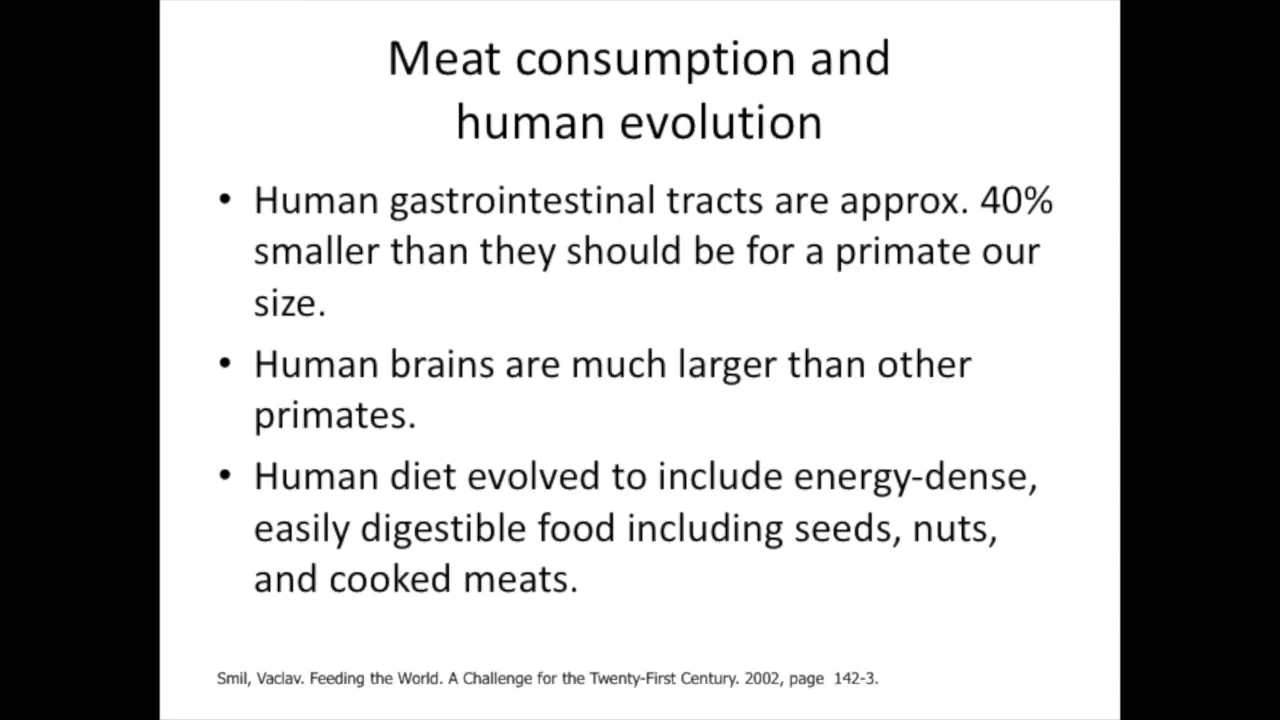 Meat consumption and
human evolution
• Human gastrointestinal tracts are approx. 40%
smaller than they should be for a primate our
size.
• Human brains are much larger than other
primates.
• Human diet evolved to include energy-dense,
easily digestible food including seeds, nuts,
and cooked meats.
Smil, Vaclav. Feeding the World. A Challenge for the Twenty-First Century. 2002, page 142-3.